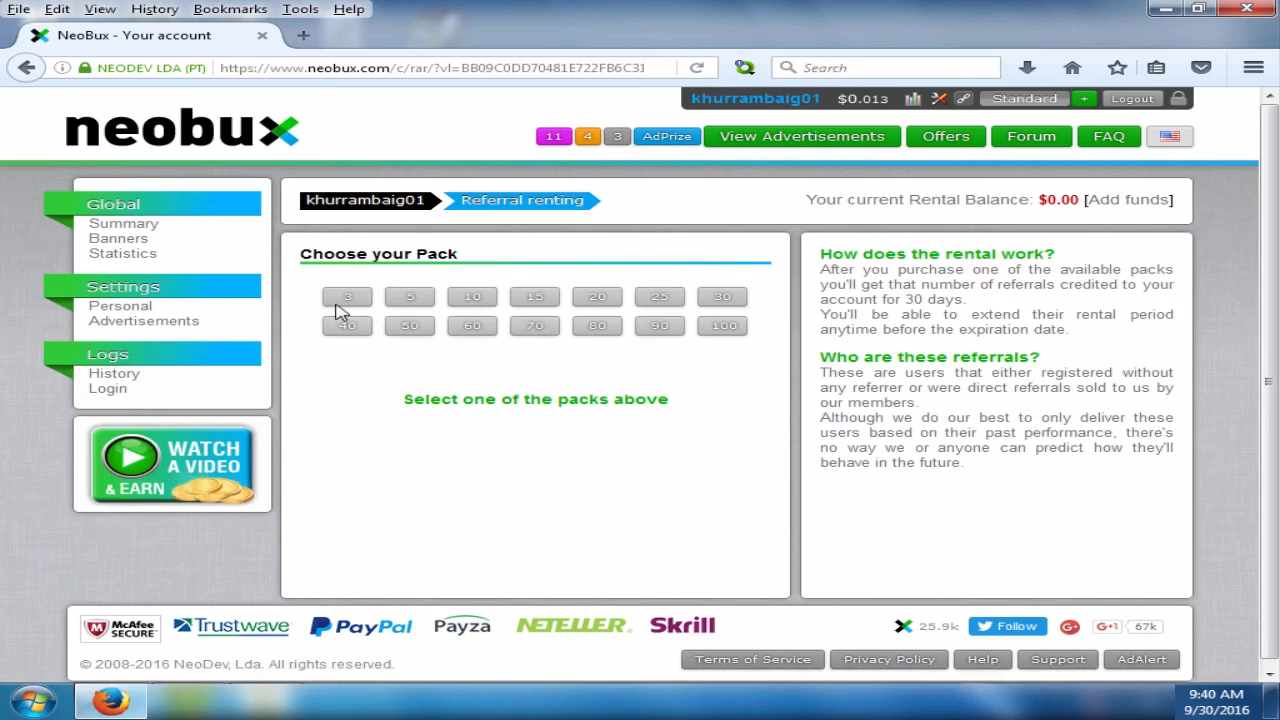 File Edit View History Bookmarks Tools Help
NeoBux - Your account
NEODEV LDA (PT) https://www.neobux.com/c/rar/?vl=BB09C0DD70481E722FB6C31
Search
khurrambaig01 $0.013 Standard + Logout
neobux
11 4 3 AdPrize View Advertisements Offers Forum FAQ
Global
Summary
Banners
Statistics
Settings
Personal
Advertisements
Logs
History
Login
WATCH
A VIDEO
& EARN
khurrambaig01 Referral renting
Your current Rental Balance: $0.00 [Add funds]
Choose your Pack
3 5 10 15 20 25 30
40 50 60 70 80 90 100
Select one of the packs above
How does the rental work?
After you purchase one of the available packs
you'll get that number of referrals credited to your
account for 30 days.
You'll be able to extend their rental period
anytime before the expiration date.
Who are these referrals?
These are users that either registered without
any referrer or were direct referrals sold to us by
our members.
Although we do our best to only deliver these
users based on their past performance, there's
no way we or anyone can predict how they'll
behave in the future.
McAfee
SECURE™
Trustwave
PayPal
Payza
NETELLER
Skrill
25.9k Follow G+1 67k
© 2008-2016 NeoDev, Lda. All rights reserved.
Terms of Service Privacy Policy Help Support AdAlert
9:40 AM
9/30/2016